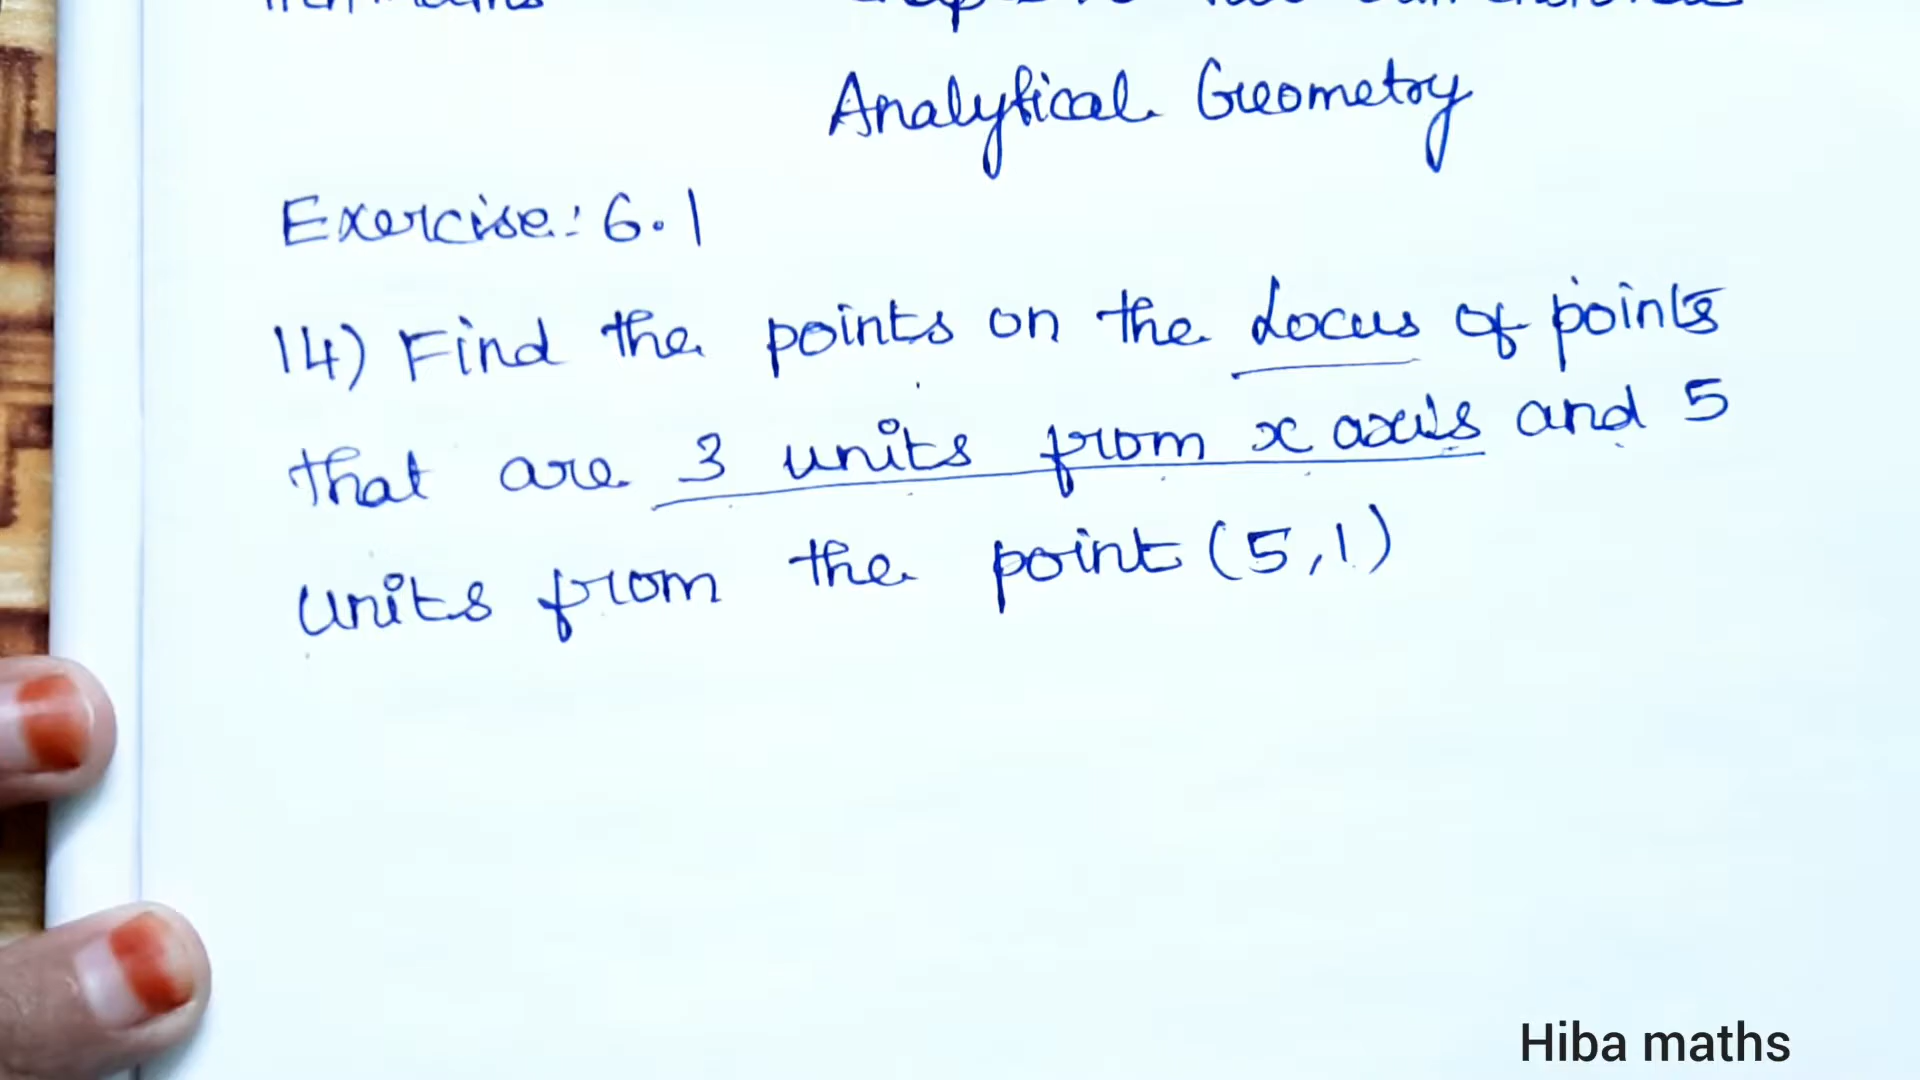 Analytical Geometry
Exercise: 6.1
14) Find the points on the Locus of points
that are 3 units from x axis and 5
units from the point (5,1)
Hiba maths